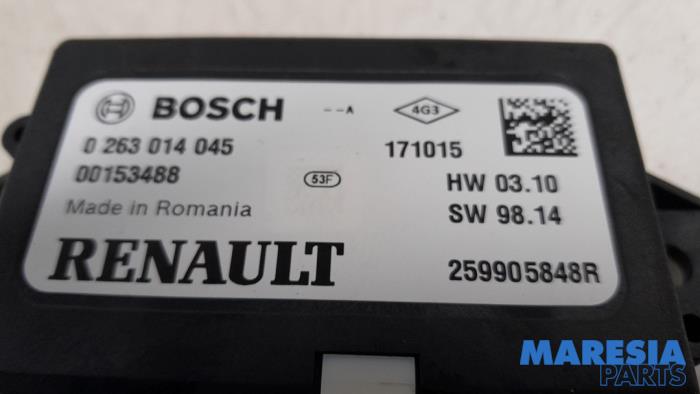 BOSCH --A 4G3
0 263 014 045 171015
00153488 53F HW 03.10
Made in Romania SW 98.14
RENAULT 259905848R
MARESIA
PARTS